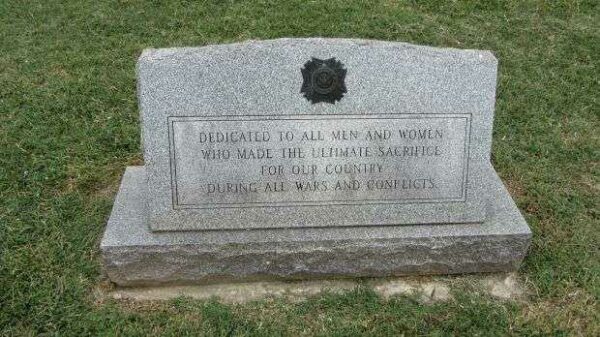 DEDICATED TO ALL MEN AND WOMEN
WHO MADE THE ULTIMATE SACRIFICE
FOR OUR COUNTRY
DURING ALL WARS AND CONFLICTS.